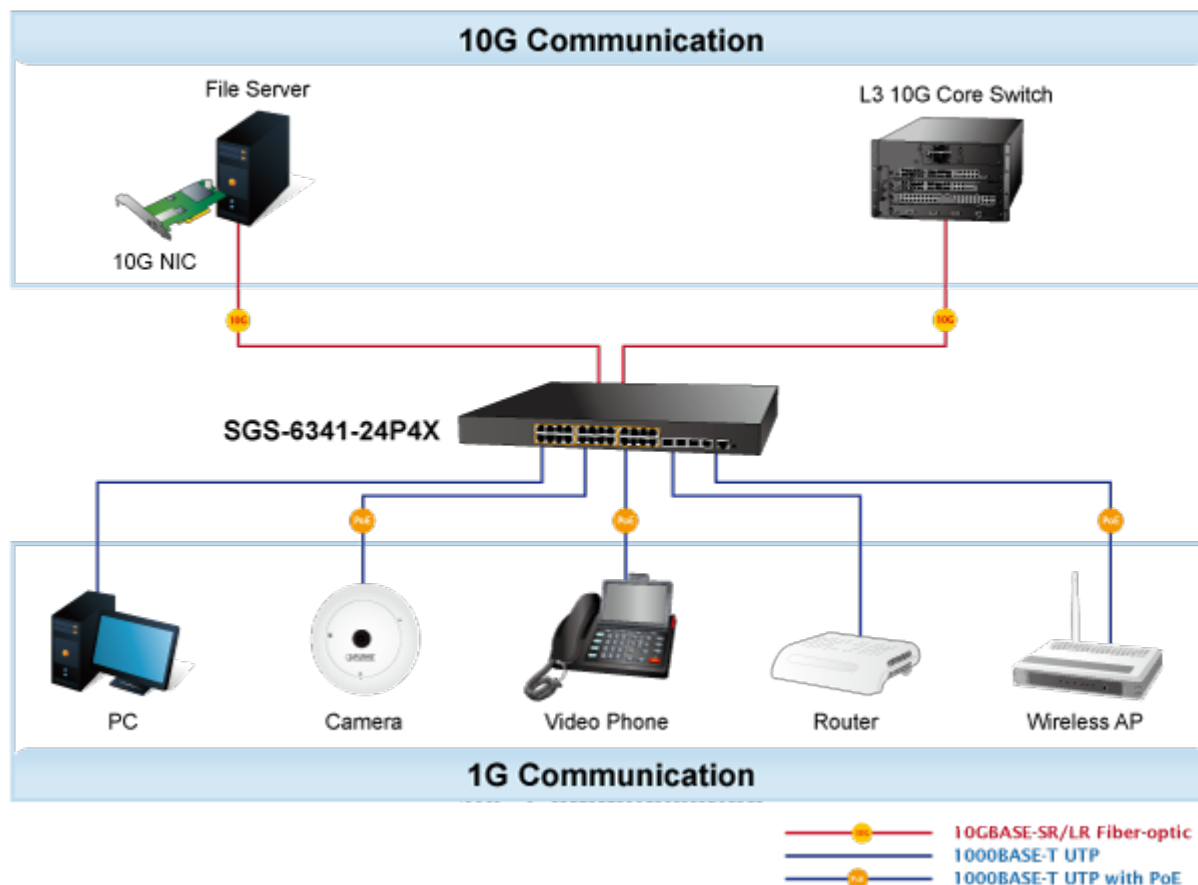 10G Communication
File Server
L3 10G Core Switch
10G NIC
10G
10G
SGS-6341-24P4X
PoE
PoE
PoE
PC
Camera
Video Phone
Router
Wireless AP
1G Communication
10G
10GBASE-SR/LR Fiber-optic
1000BASE-T UTP
PoE
1000BASE-T UTP with PoE